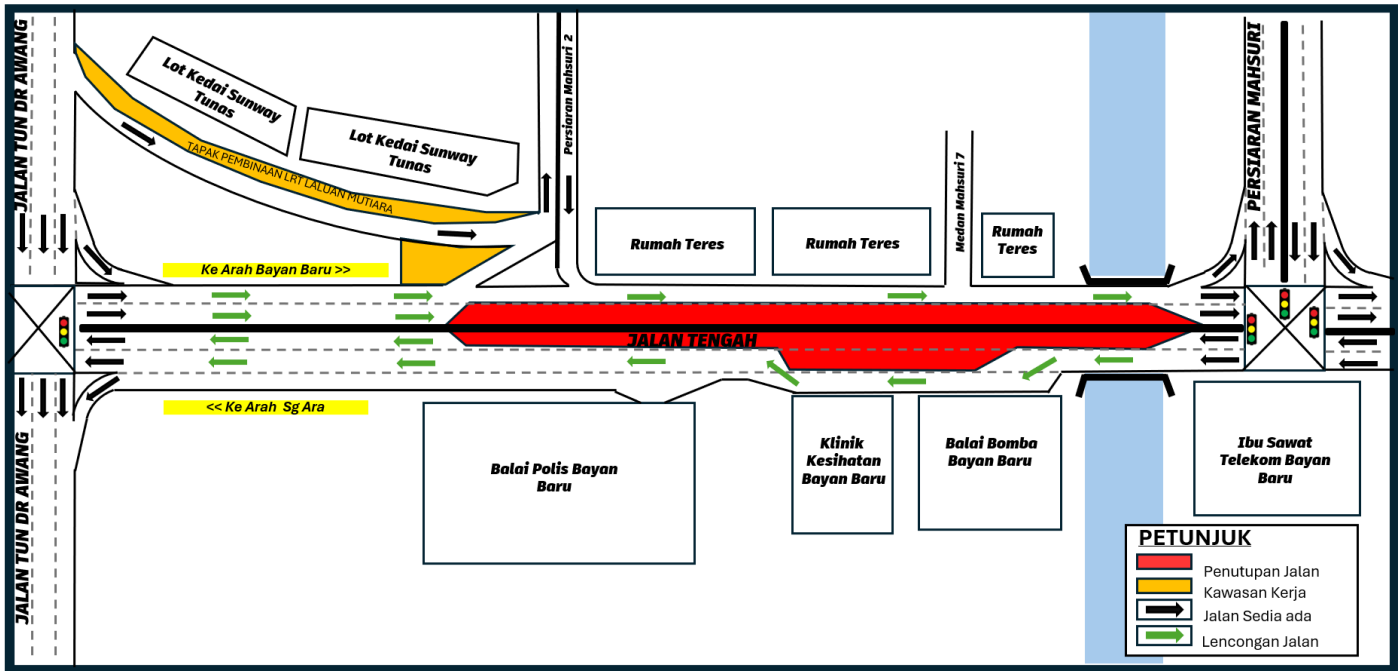 JALAN TUN DR AWANG
Lot Kedai Sunway
Tunas
Lot Kedai Sunway
Tunas
TAPAK PEMBINAAN LRT LALUAN MUTIARA
Persiaran Mahsuri 2
Medan Mahsuri 7
PERSIARAN MAHSURI
Rumah Teres
Rumah Teres
Rumah
Teres
Ke Arah Bayan Baru >>
JALAN TENGAH
<< Ke Arah Sg Ara
JALAN TUN DR AWANG
Balai Polis Bayan
Baru
Klinik
Kesihatan
Bayan Baru
Balai Bomba
Bayan Baru
Ibu Sawat
Telekom Bayan
Baru
PETUNJUK
Penutupan Jalan
Kawasan Kerja
Jalan Sedia ada
Lencongan Jalan